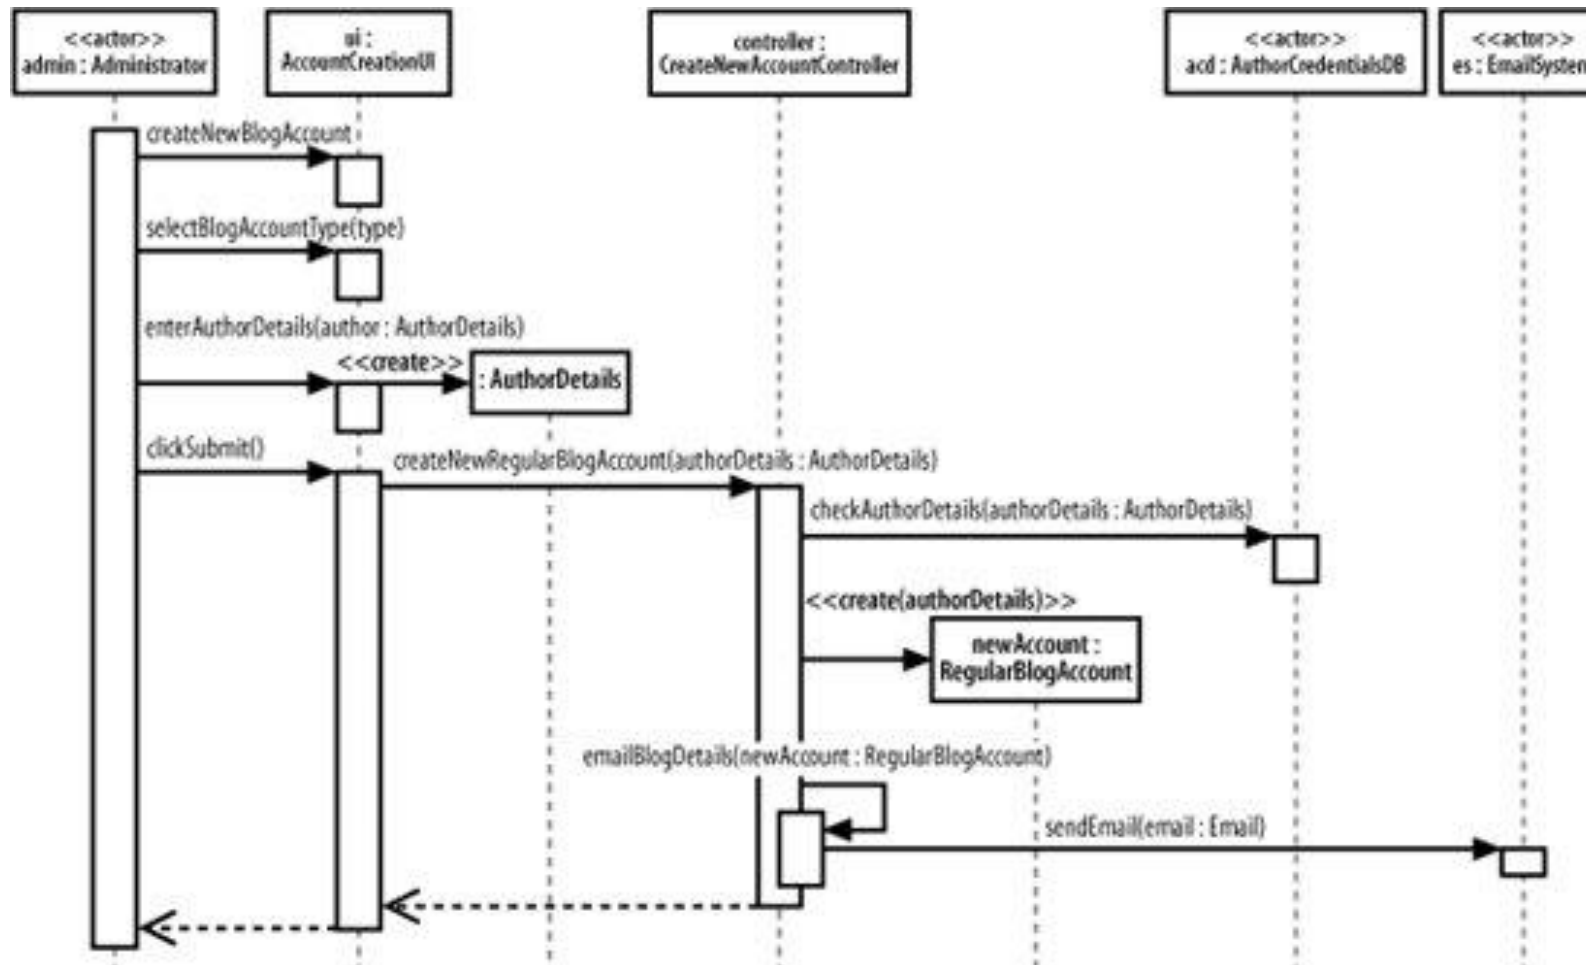 <<actor>>
admin : Administrator
ui :
AccountCreationUI
controller :
CreateNewAccountController
<<actor>>
acd : AuthorCredentialsDB
<<actor>>
es : EmailSystem
createNewBlogAccount
selectBlogAccountType(type)
enterAuthorDetails(author : AuthorDetails)
<<create>>
: AuthorDetails
clickSubmit()
createNewRegularBlogAccount(authorDetails : AuthorDetails)
checkAuthorDetails(authorDetails : AuthorDetails)
<<create(authorDetails)>>
newAccount :
RegularBlogAccount
emailBlogDetails(newAccount : RegularBlogAccount)
sendEmail(email : Email)